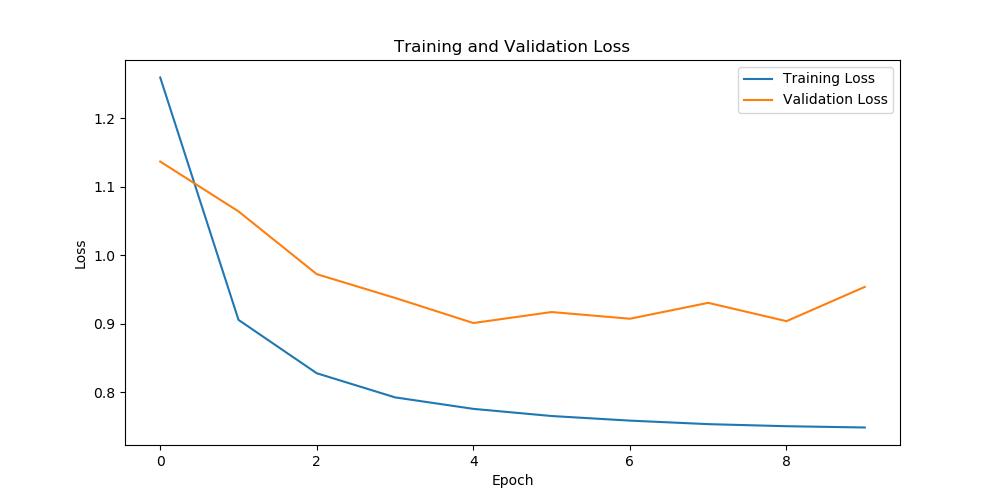 Training and Validation Loss
Training Loss
Validation Loss
1.2
1.1
1.0
0.9
0.8
Loss
0 2 4 6 8
Epoch